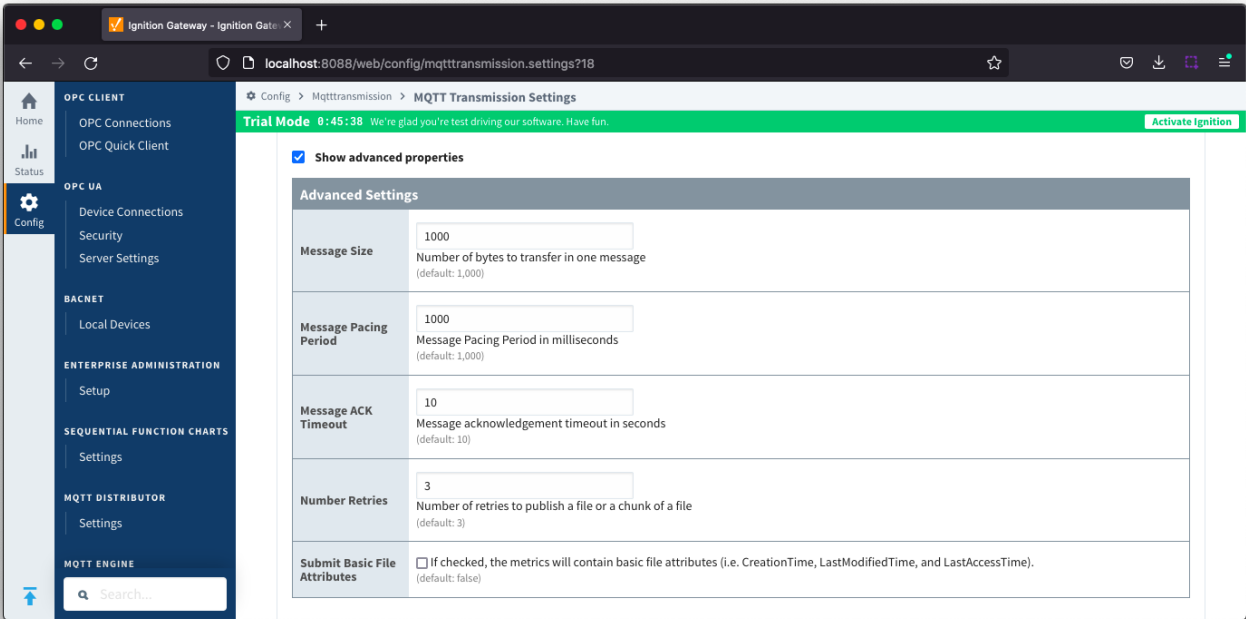 Ignition Gateway - Ignition Gate
localhost:8088/web/config/mqtttransmission.settings?18
Home
Status
Config
OPC CLIENT
OPC Connections
OPC Quick Client
OPC UA
Device Connections
Security
Server Settings
BACNET
Local Devices
ENTERPRISE ADMINISTRATION
Setup
SEQUENTIAL FUNCTION CHARTS
Settings
MQTT DISTRIBUTOR
Settings
MQTT ENGINE
Search...
Config > Mqtttransmission > MQTT Transmission Settings
Trial Mode 0:45:38 We're glad you're test driving our software. Have fun.
Activate Ignition
Show advanced properties
Advanced Settings
Message Size
1000
Number of bytes to transfer in one message
(default: 1,000)
Message Pacing
Period
1000
Message Pacing Period in milliseconds
(default: 1,000)
Message ACK
Timeout
10
Message acknowledgement timeout in seconds
(default: 10)
Number Retries
3
Number of retries to publish a file or a chunk of a file
(default: 3)
Submit Basic File
Attributes
If checked, the metrics will contain basic file attributes (i.e. CreationTime, LastModifiedTime, and LastAccessTime).
(default: false)